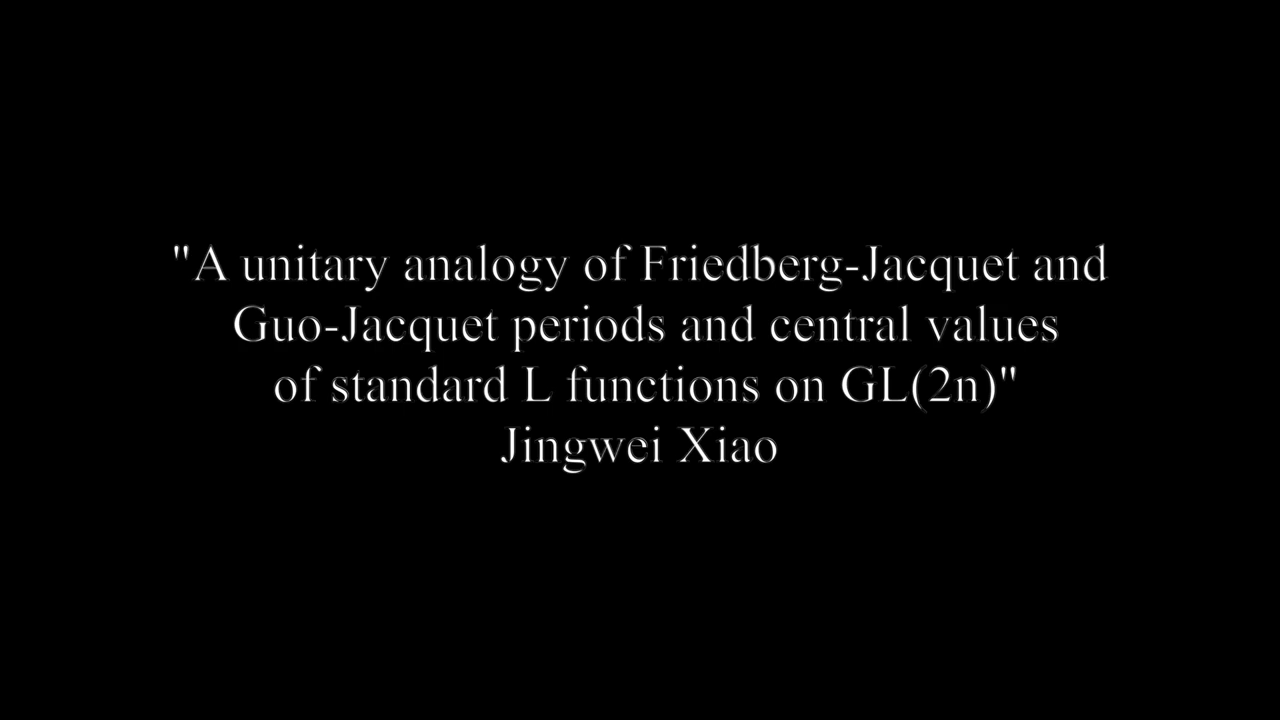 "A unitary analogy of Friedberg-Jacquet and
Guo-Jacquet periods and central values
of standard L functions on GL(2n)"
Jingwei Xiao